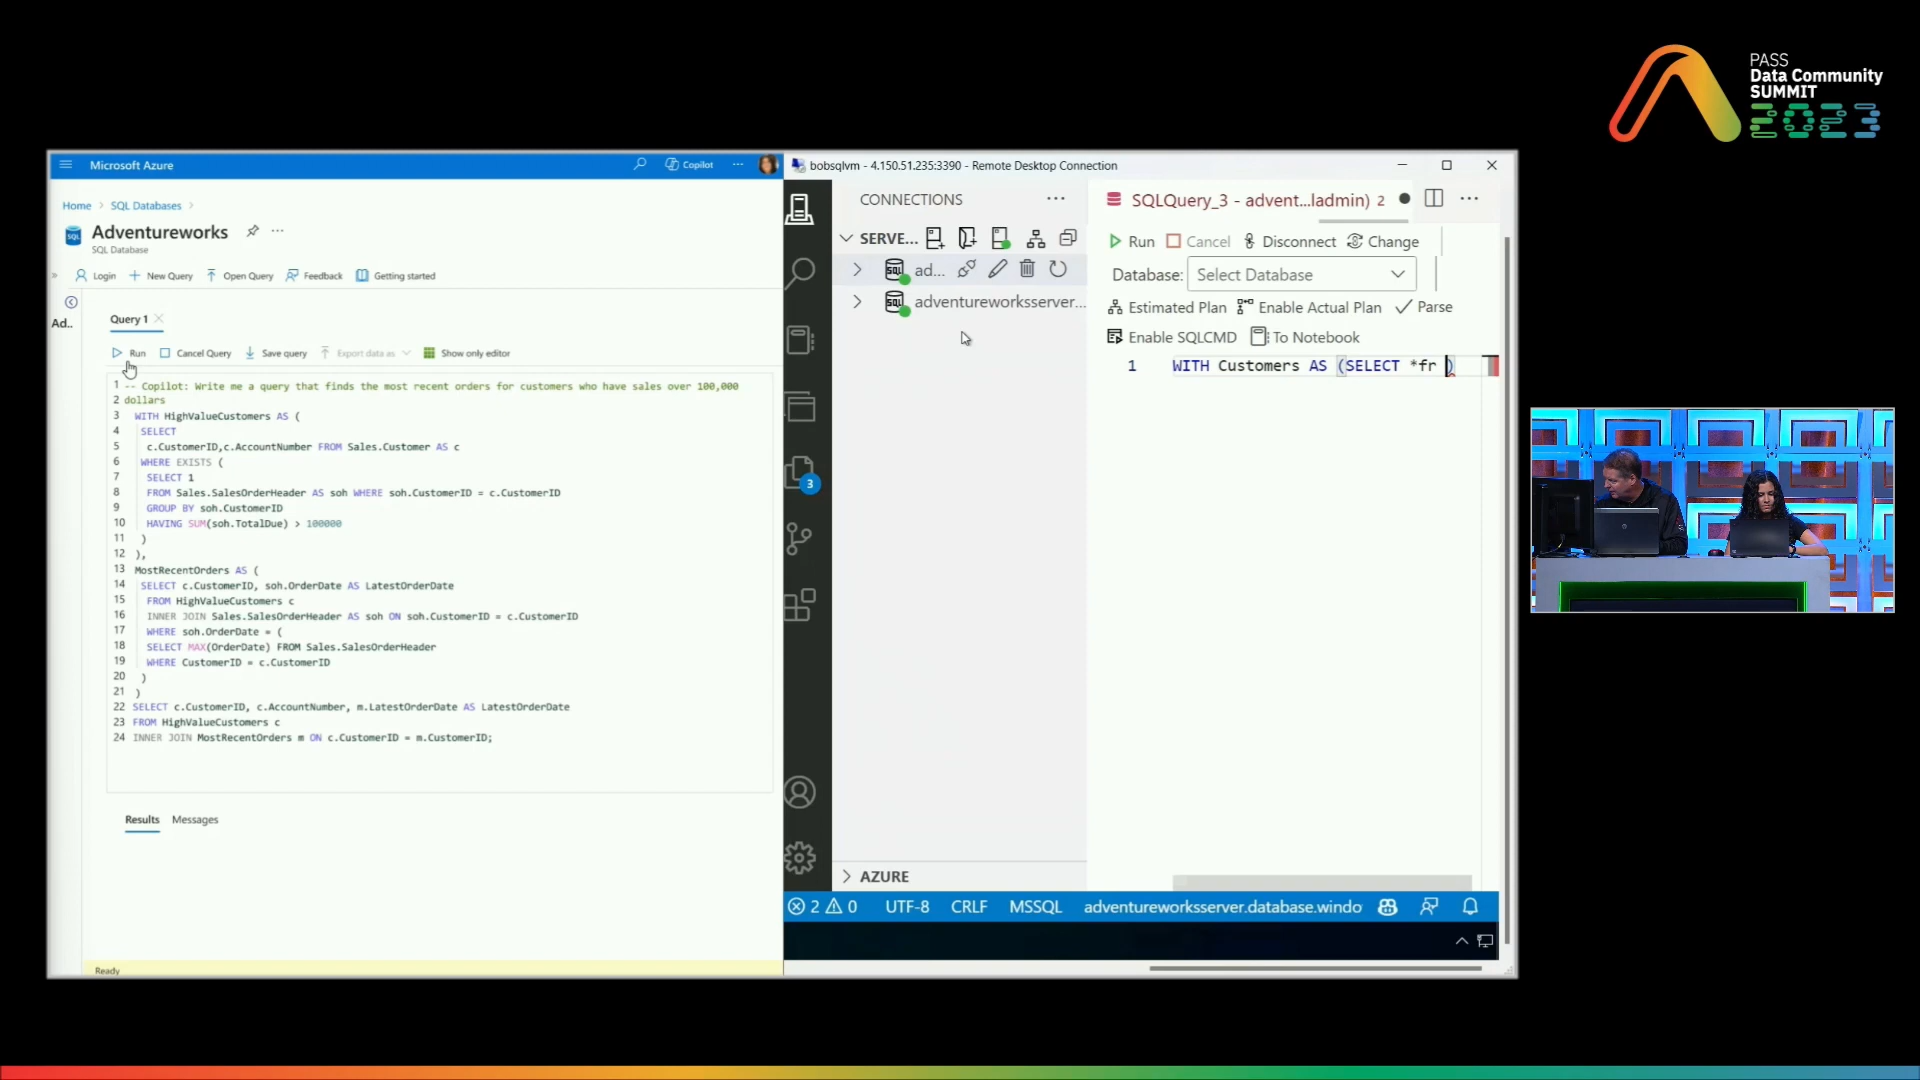 PASS
Data Community
SUMMIT
2023
Microsoft Azure
Copilot
Home > SQL Databases >
Adventureworks
SQL Database
Login
New Query
Open Query
Feedback
Getting started
Ad..
Query 1
Run
Cancel Query
Save query
Export data as
Show only editor
1 -- Copilot: Write me a query that finds the most recent orders for customers who have sales over 100,000
2 dollars
3 WITH HighValueCustomers AS (
4 SELECT
5 c.CustomerID,c.AccountNumber FROM Sales.Customer AS c
6 WHERE EXISTS (
7 SELECT 1
8 FROM Sales.SalesOrderHeader AS soh WHERE soh.CustomerID = c.CustomerID
9 GROUP BY soh.CustomerID
10 HAVING SUM(soh.TotalDue) > 100000
11 )
12 ),
13 MostRecentOrders AS (
14 SELECT c.CustomerID, soh.OrderDate AS LatestOrderDate
15 FROM HighValueCustomers c
16 INNER JOIN Sales.SalesOrderHeader AS soh ON soh.CustomerID = c.CustomerID
17 WHERE soh.OrderDate = (
18 SELECT MAX(OrderDate) FROM Sales.SalesOrderHeader
19 WHERE CustomerID = c.CustomerID
20 )
21 )
22 SELECT c.CustomerID, c.AccountNumber, m.LatestOrderDate AS LatestOrderDate
23 FROM HighValueCustomers c
24 INNER JOIN MostRecentOrders m ON c.CustomerID = m.CustomerID;
Results
Messages
Ready
bobsqlvm - 4.150.51.235:3390 - Remote Desktop Connection
CONNECTIONS
SERVE...
ad...
adventureworksserver...
3
AZURE
SQLQuery_3 - advent...ladmin) 2
Run
Cancel
Disconnect
Change
Database: Select Database
Estimated Plan
Enable Actual Plan
Parse
Enable SQLCMD
To Notebook
1 WITH Customers AS (SELECT *fr )
2 0
UTF-8
CRLF
MSSQL
adventureworksserver.database.windo